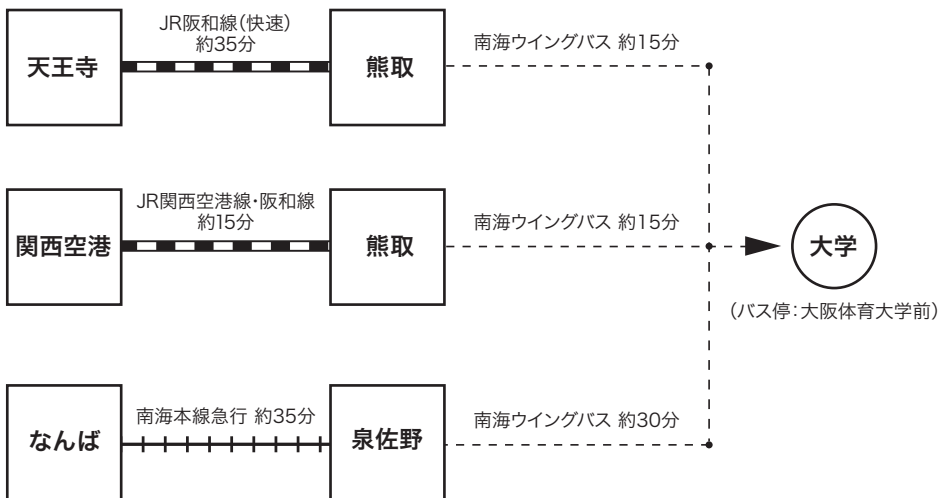 天王寺
JR阪和線(快速)
約35分
熊取
南海ウイングバス 約15分
関西空港
JR関西空港線・阪和線
約15分
熊取
南海ウイングバス 約15分
大学
(バス停:大阪体育大学前)
なんば
南海本線急行 約35分
泉佐野
南海ウイングバス 約30分